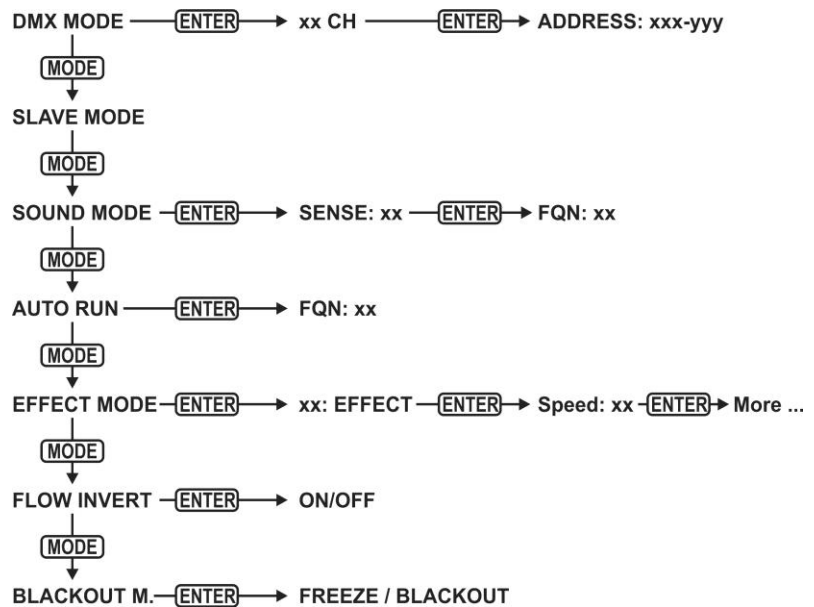 DMX MODE ENTER xx CH ENTER ADDRESS: xxx-yyy
MODE
SLAVE MODE
MODE
SOUND MODE ENTER SENSE: xx ENTER FQN: xx
MODE
AUTO RUN ENTER FQN: xx
MODE
EFFECT MODE ENTER xx: EFFECT ENTER Speed: xx ENTER More ...
MODE
FLOW INVERT ENTER ON/OFF
MODE
BLACKOUT M. ENTER FREEZE / BLACKOUT